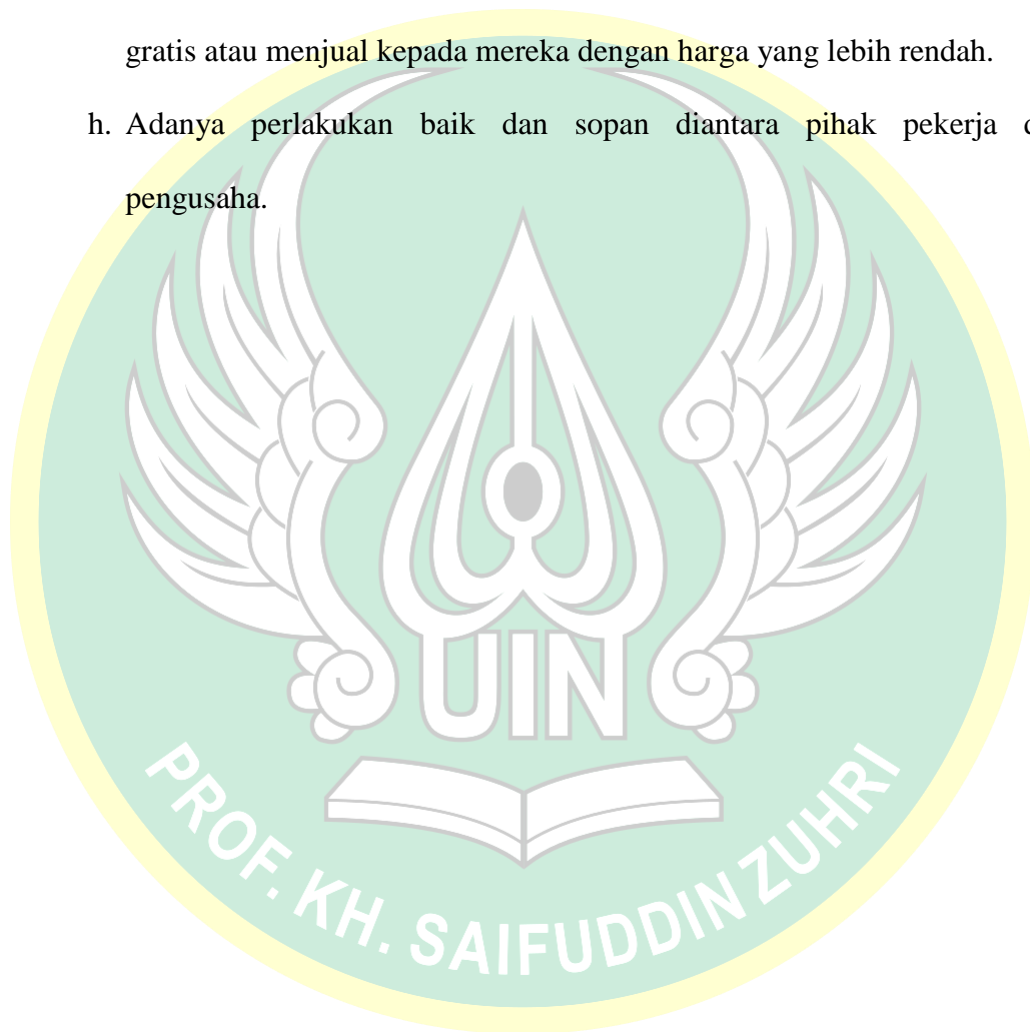 gratis atau menjual kepada mereka dengan harga yang lebih rendah.
h. Adanya perlakukan baik dan sopan diantara pihak pekerja
pengusaha.
UIN
PROF. KH. SAIFUDDIN ZUHRI